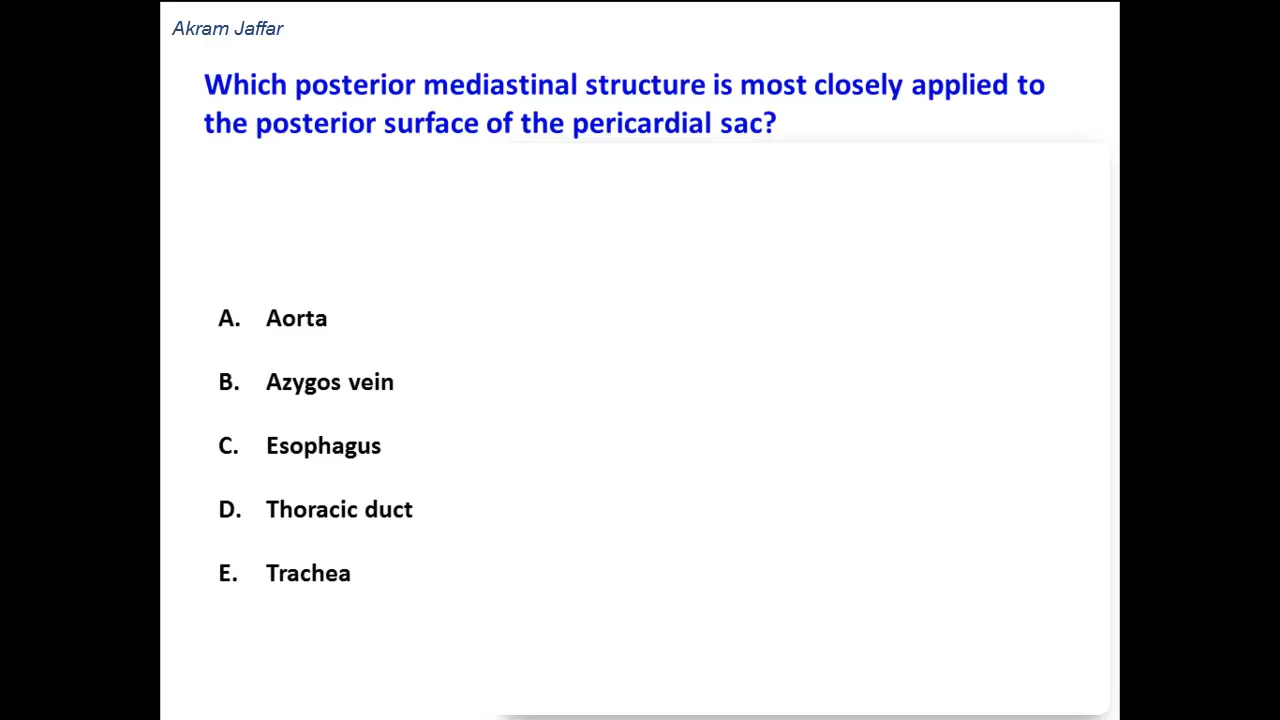 Akram Jaffar
Which posterior mediastinal structure is most closely applied to
the posterior surface of the pericardial sac?
A. Aorta
B. Azygos vein
C. Esophagus
D. Thoracic duct
E. Trachea